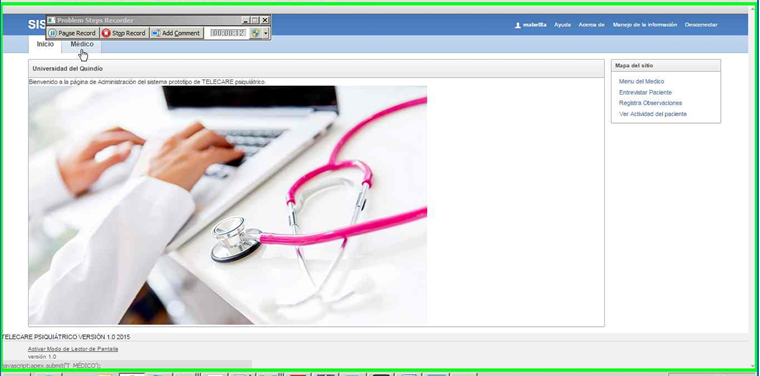 Problem Steps Recorder
SIS
Pause Record Stop Record Add Comment 00:00:12
Ayuda Acerca de Manejo de la información Desconectar
Inicio Médico
Universidad del Quindío
Bienvenido a la página de Administración del sistema prototipo de TELECARE psiquiátrico.
Mapa del sitio
Menu del Medico
Entrevistar Paciente
Registra Observaciones
Ver Actividad del paciente
TELECARE PSIQUIÁTRICO VERSIÓN 1.0 2015
Activar Modo de Lector de Pantalla
versión 1.0
javascript:apex.submit('T_MÉDICO');